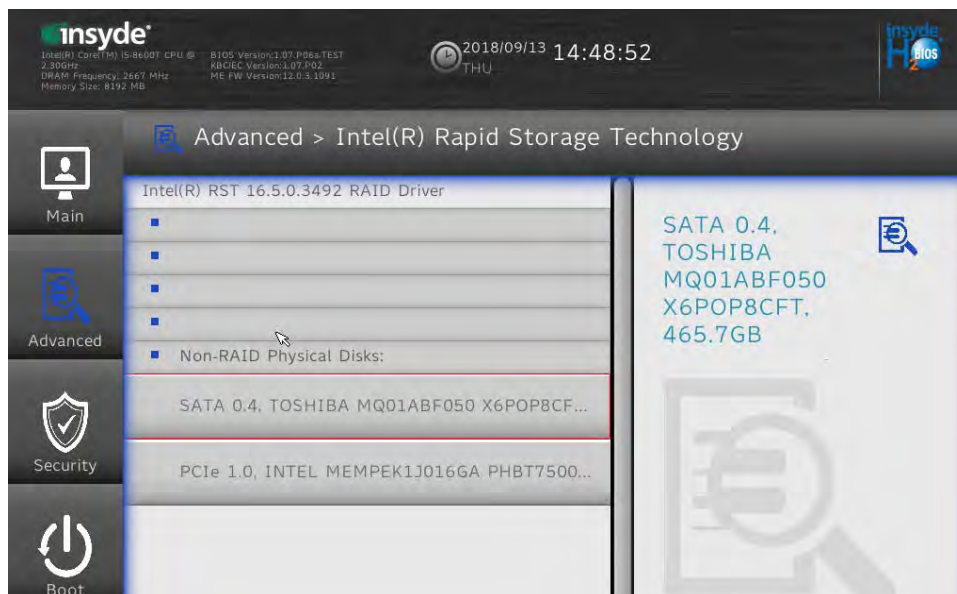 insyde®
Intel(R) Core(TM) i5-8600T CPU @
2.30GHz
DRAM Frequency: 2667 MHz
Memory Size: 8192 MB
BIOS Version:1.07.P06a.TEST
KBC/EC Version:1.07.P02
ME FW Version:12.0.5.1091
2018/09/13 14:48:52
THU
insyde
H2O BIOS
Advanced > Intel(R) Rapid Storage Technology
Main
Advanced
Security
Boot
Intel(R) RST 16.5.0.3492 RAID Driver
Non-RAID Physical Disks:
SATA 0.4, TOSHIBA MQ01ABF050 X6POP8CF...
PCIe 1.0, INTEL MEMPEK1J016GA PHBT7500...
SATA 0.4,
TOSHIBA
MQ01ABF050
X6POP8CFT,
465.7GB